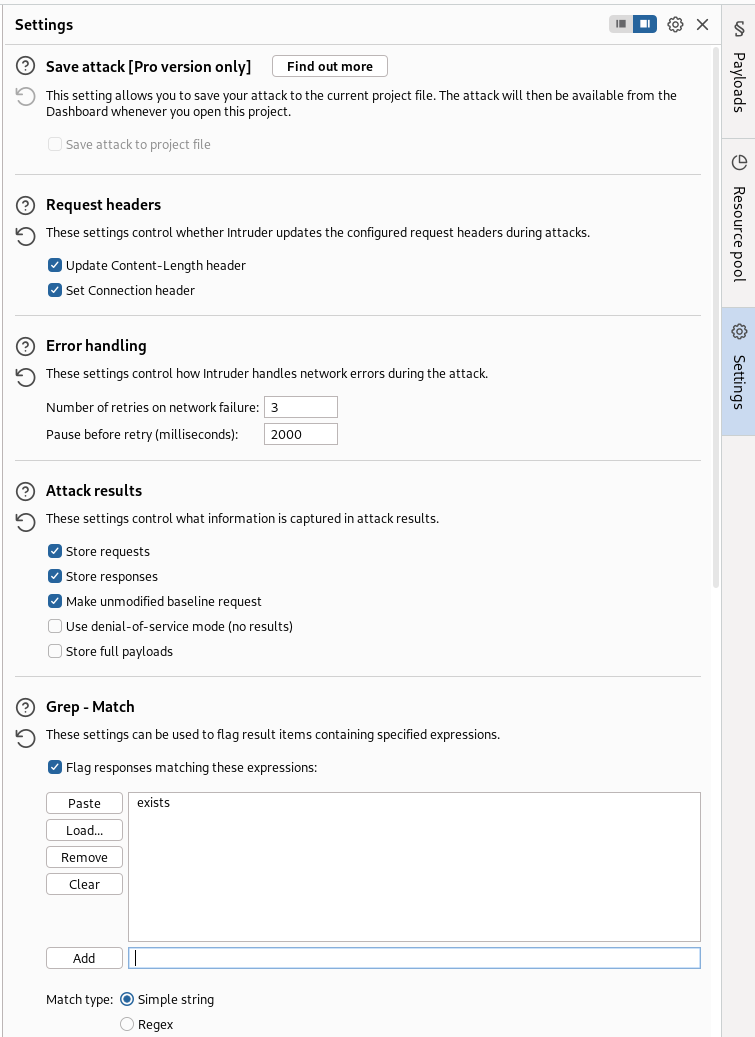 Settings
Save attack [Pro version only]
Find out more
This setting allows you to save your attack to the current project file. The attack will then be available from the
Dashboard whenever you open this project.
Save attack to project file
Request headers
These settings control whether Intruder updates the configured request headers during attacks.
Update Content-Length header
Set Connection header
Error handling
These settings control how Intruder handles network errors during the attack.
Number of retries on network failure: 3
Pause before retry (milliseconds): 2000
Attack results
These settings control what information is captured in attack results.
Store requests
Store responses
Make unmodified baseline request
Use denial-of-service mode (no results)
Store full payloads
Grep - Match
These settings can be used to flag result items containing specified expressions.
Flag responses matching these expressions:
Paste
exists
Load...
Remove
Clear
Add
Match type: Simple string
Regex
Payloads
Resource pool
Settings